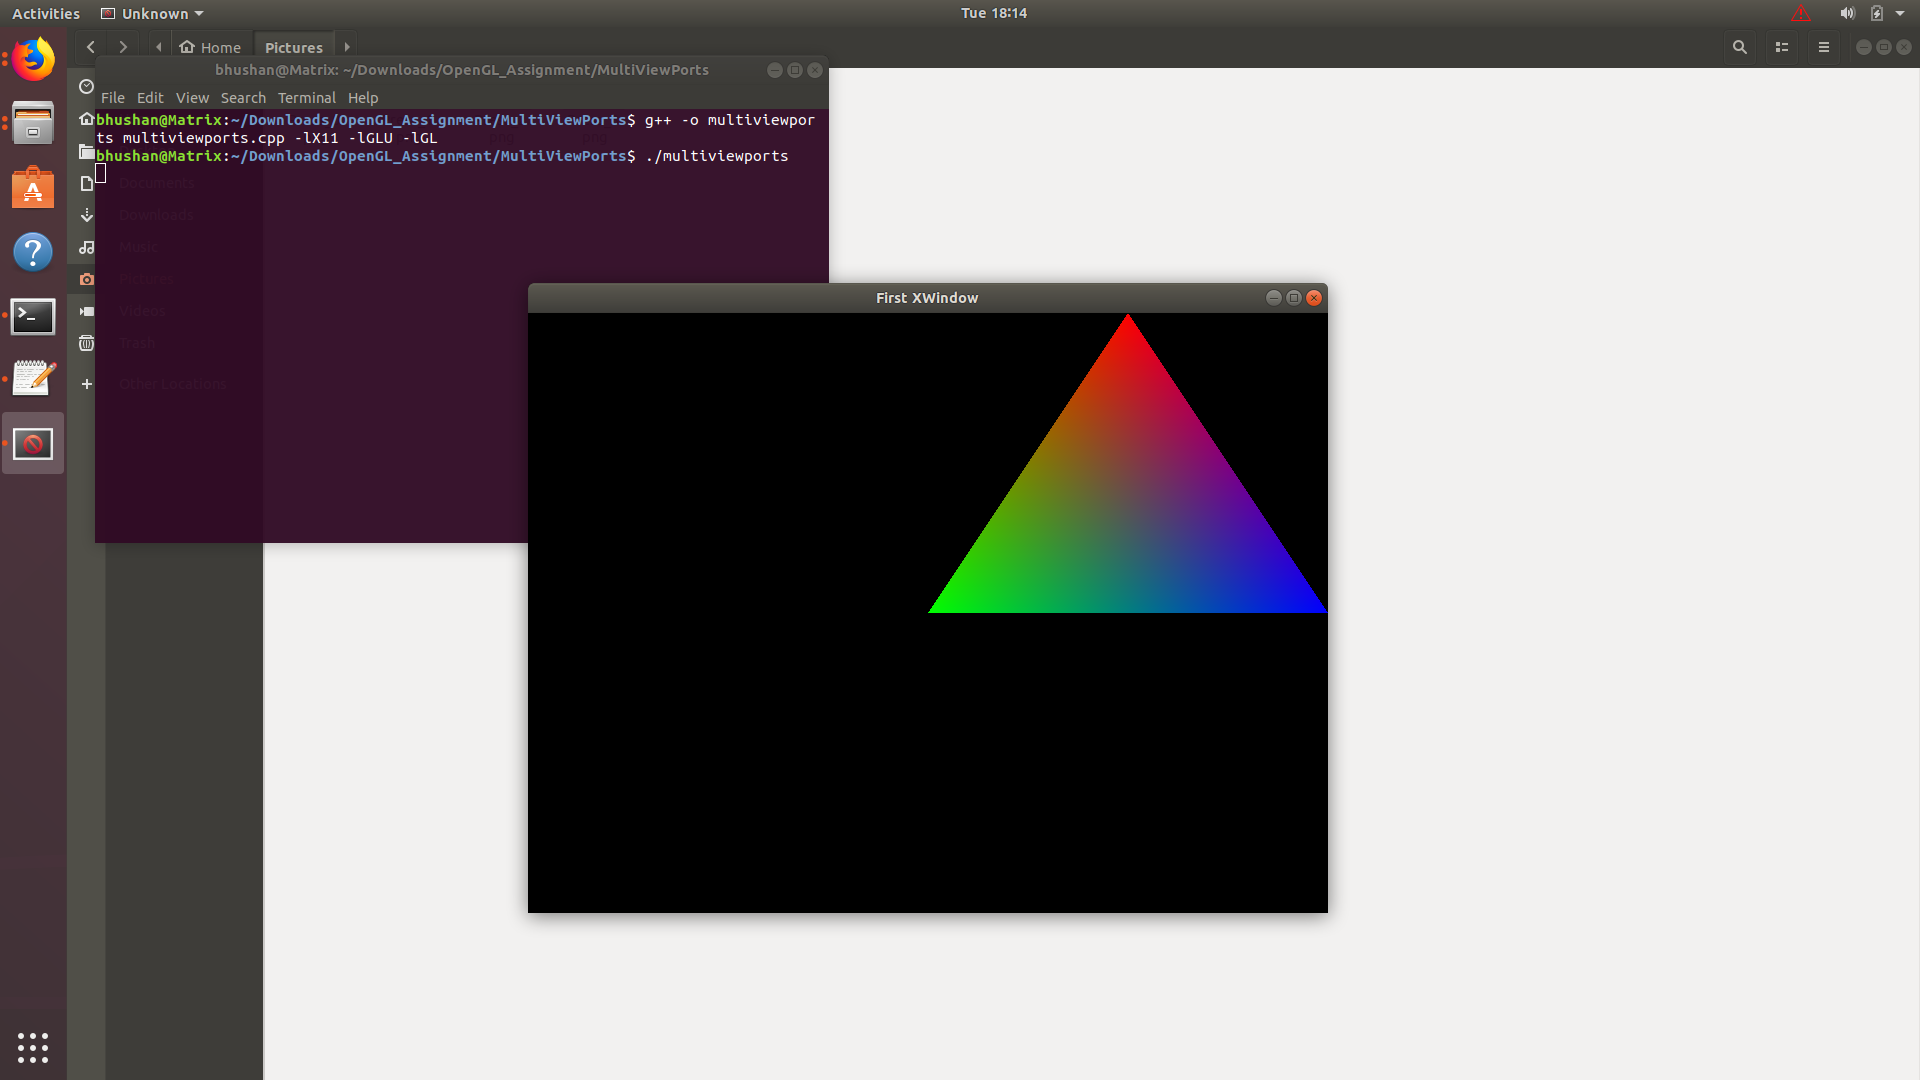 Activities
Unknown
Tue 18:14
Home
Pictures
bhushan@Matrix: ~/Downloads/OpenGL_Assignment/MultiViewPorts
File Edit View Search Terminal Help
bhushan@Matrix:~/Downloads/OpenGL_Assignment/MultiViewPorts$ g++ -o multiviewpor
ts multiviewports.cpp -lX11 -lGLU -lGL
bhushan@Matrix:~/Downloads/OpenGL_Assignment/MultiViewPorts$ ./multiviewports
Documents
Downloads
Music
Pictures
Videos
Trash
Other Locations
First XWindow